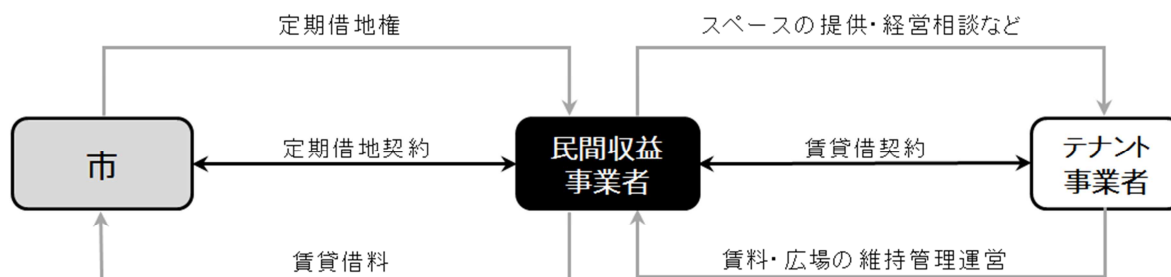 定期借地権
スペースの提供・経営相談など
市
定期借地契約
民間収益
事業者
賃貸借契約
テナント
事業者
賃貸借料
賃料・広場の維持管理運営